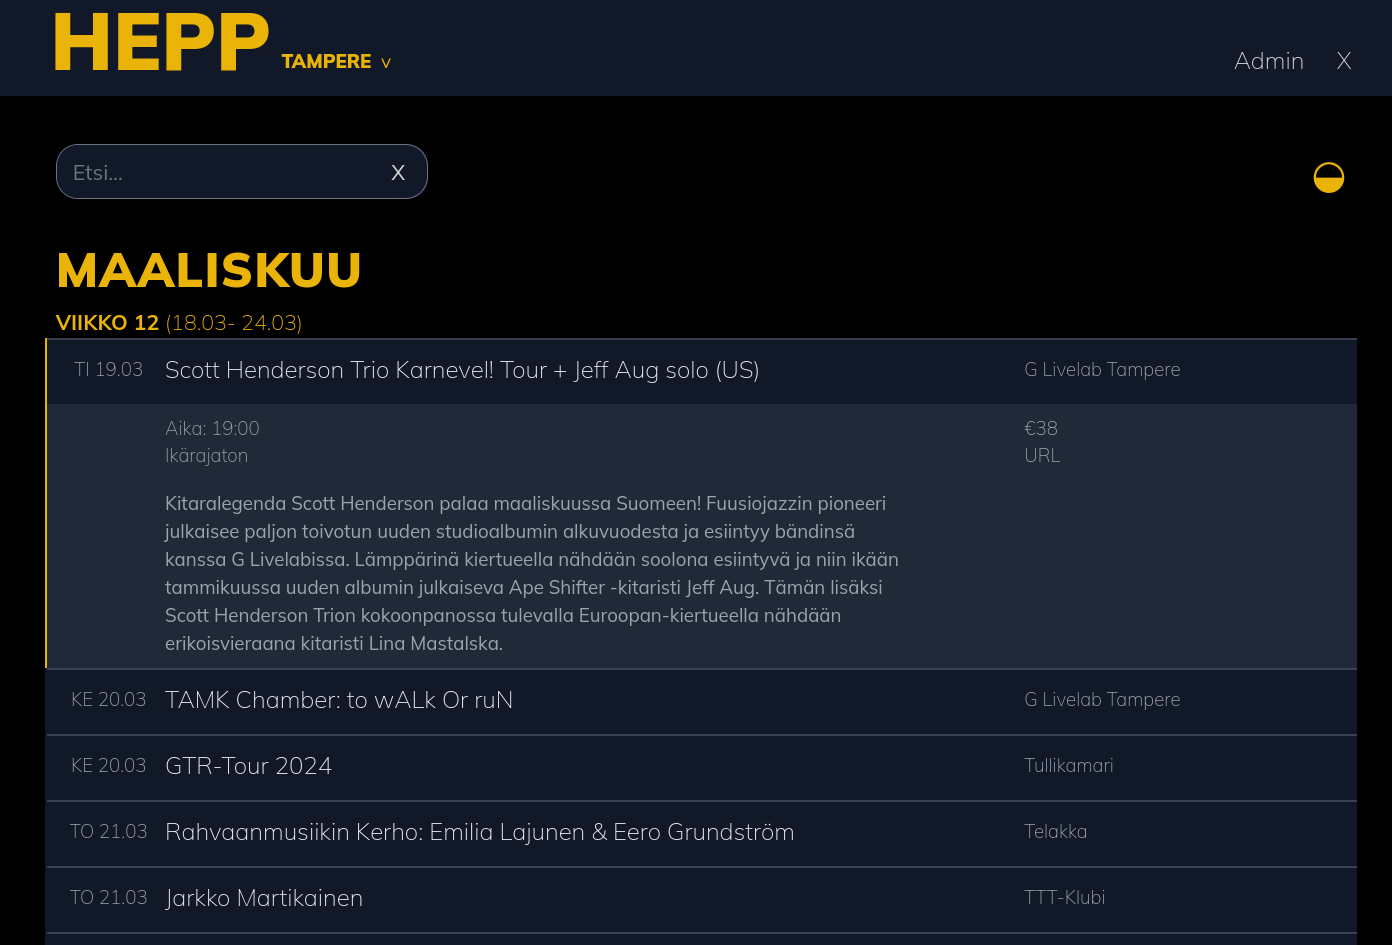 HEPP TAMPERE v
Admin X
Etsi... X
MAALISKUU
VIIKKO 12 (18.03- 24.03)
TI 19.03 Scott Henderson Trio Karnevel! Tour + Jeff Aug solo (US) G Livelab Tampere
Aika: 19:00 €38
Ikärajaton URL
Kitaralegenda Scott Henderson palaa maaliskuussa Suomeen! Fuusiojazzin pioneeri
julkaisee paljon toivotun uuden studioalbumin alkuvuodesta ja esiintyy bändinsä
kanssa G Livelabissa. Lämppärinä kiertueella nähdään soolona esiintyvä ja niin ikään
tammikuussa uuden albumin julkaiseva Ape Shifter -kitaristi Jeff Aug. Tämän lisäksi
Scott Henderson Trion kokoonpanossa tulevalla Euroopan-kiertueella nähdään
erikoisvieraana kitaristi Lina Mastalska.
KE 20.03 TAMK Chamber: to wALk Or ruN G Livelab Tampere
KE 20.03 GTR-Tour 2024 Tullikamari
TO 21.03 Rahvaanmusiikin Kerho: Emilia Lajunen & Eero Grundström Telakka
TO 21.03 Jarkko Martikainen TTT-Klubi